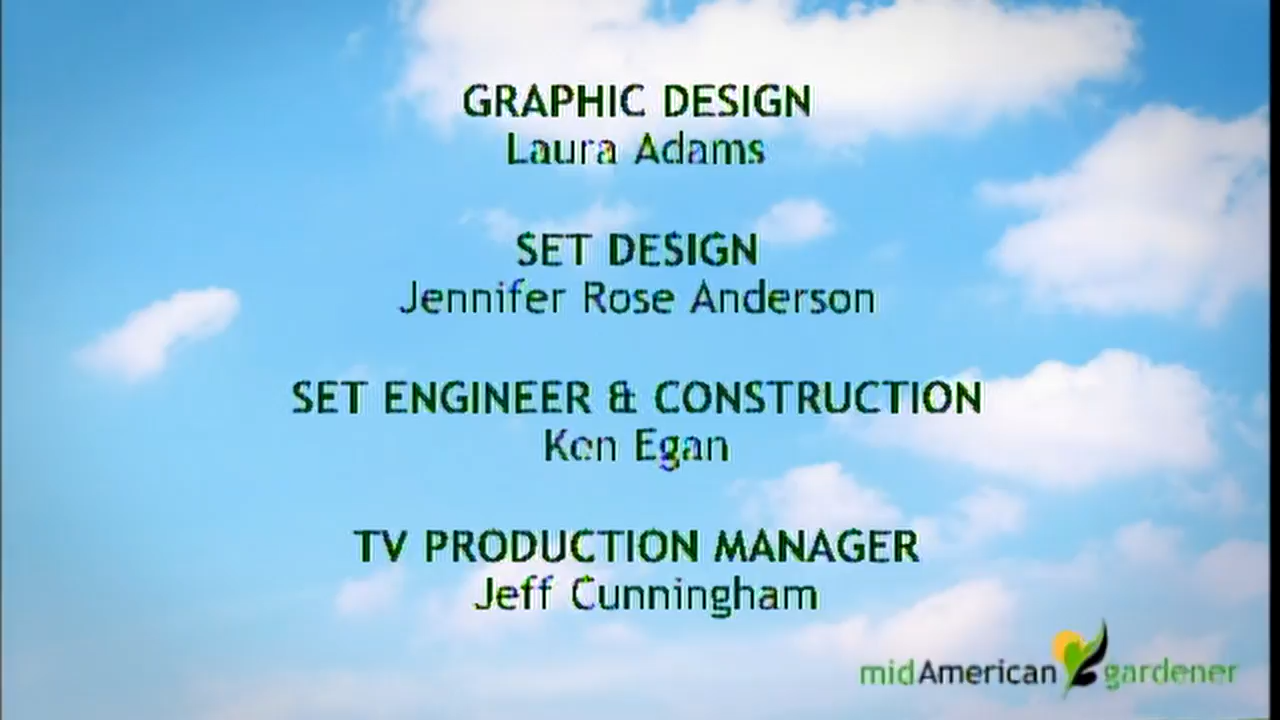 GRAPHIC DESIGN
Laura Adams
SET DESIGN
Jennifer Rose Anderson
SET ENGINEER & CONSTRUCTION
Ken Egan
TV PRODUCTION MANAGER
Jeff Cunningham
midAmerican gardener